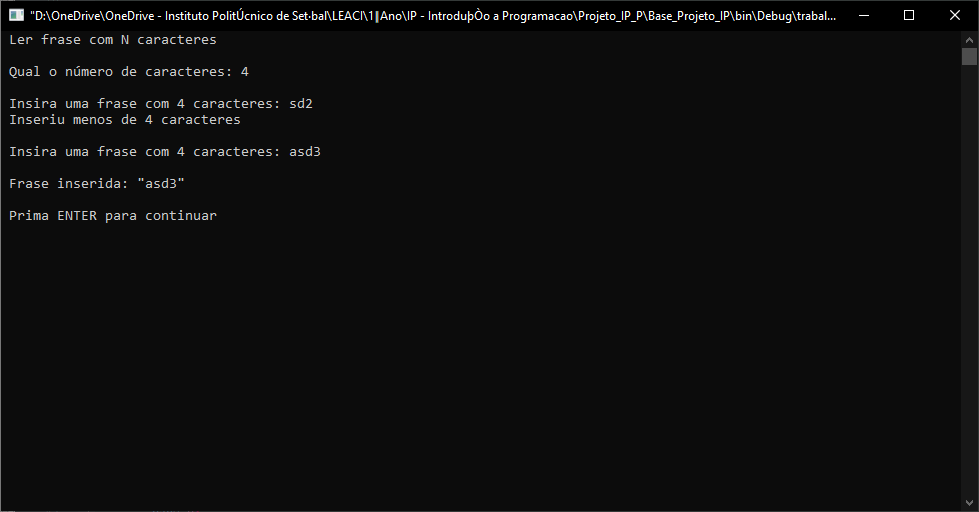 "D:\OneDrive\OneDrive - Instituto PolitÚcnico de Set·bal\LEACI\1║Ano\IP - IntroduþÒo a Programacao\Projeto_IP_P\Base_Projeto_IP\bin\Debug\trabal...
Ler frase com N caracteres
Qual o número de caracteres: 4
Insira uma frase com 4 caracteres: sd2
Inseriu menos de 4 caracteres
Insira uma frase com 4 caracteres: asd3
Frase inserida: "asd3"
Prima ENTER para continuar